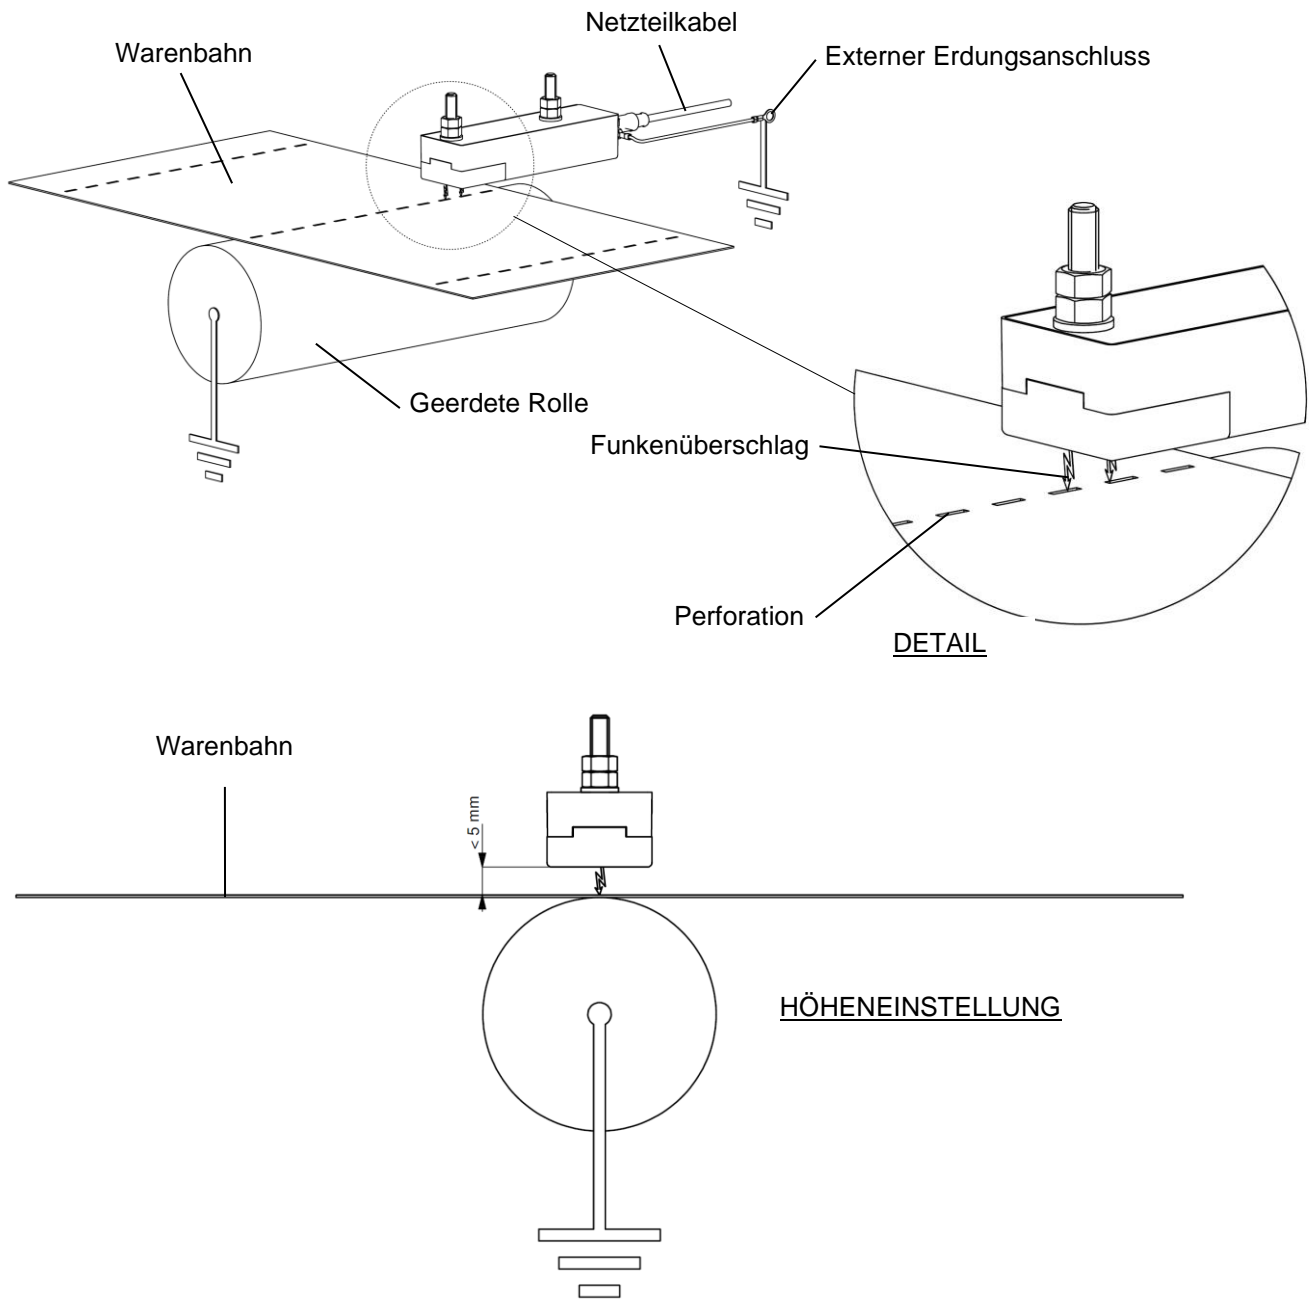 Netzteilkabel
Warenbahn
Externer Erdungsanschluss
Geerdete Rolle
Funkenüberschlag
Perforation
DETAIL
Warenbahn
< 5 mm
HÖHENEINSTELLUNG